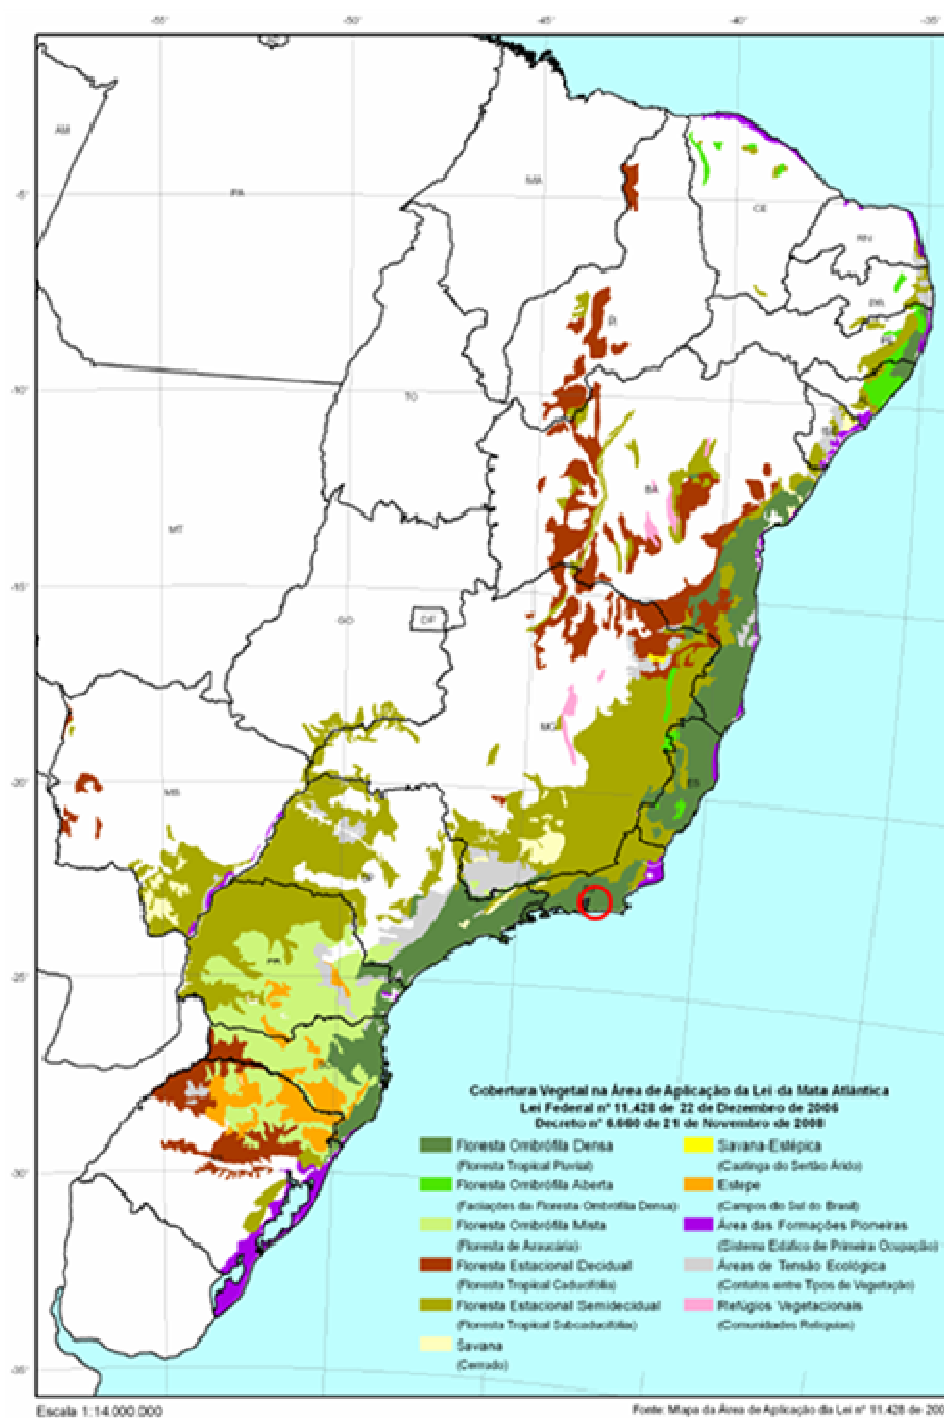 -55° -50° -45° -40° -35°
AM
PA
MA
CE
RN
-5°
PI
PB
PE
-10°
TO
SE
BA
MT
-15°
GO
DF
MG
-20°
MS
ES
SP
PR
-25°
Cobertura Vegetal na Área de Aplicação da Lei da Mata Atlântica
Lei Federal nº 11.428 de 22 de Dezembro de 2006
Decreto nº 6.660 de 21 de Novembro de 2008
Floresta Ombrófila Densa
(Floresta Tropical Pluvial)
Floresta Ombrófila Aberta
(Faciações da Floresta Ombrófila Densa)
Floresta Ombrófila Mista
(Floresta de Araucária)
Floresta Estacional Decidual
(Floresta Tropical Caducifólia)
Floresta Estacional Semidecidual
(Floresta Tropical Subcaducifólia)
Savana
(Cerrado)
Savana-Estépica
(Caatinga do Sertão Árido)
Estepe
(Campos do Sul do Brasil)
Área das Formações Pioneiras
(Sistema Edáfico de Primeira Ocupação)
Áreas de Tensão Ecológica
(Contatos entre Tipos de Vegetação)
Refúgios Vegetacionais
(Comunidades Relíquias)
-30°
-35°
Escala 1:14.000.000
Fonte: Mapa da Área de Aplicação da Lei nº 11.428 de 200